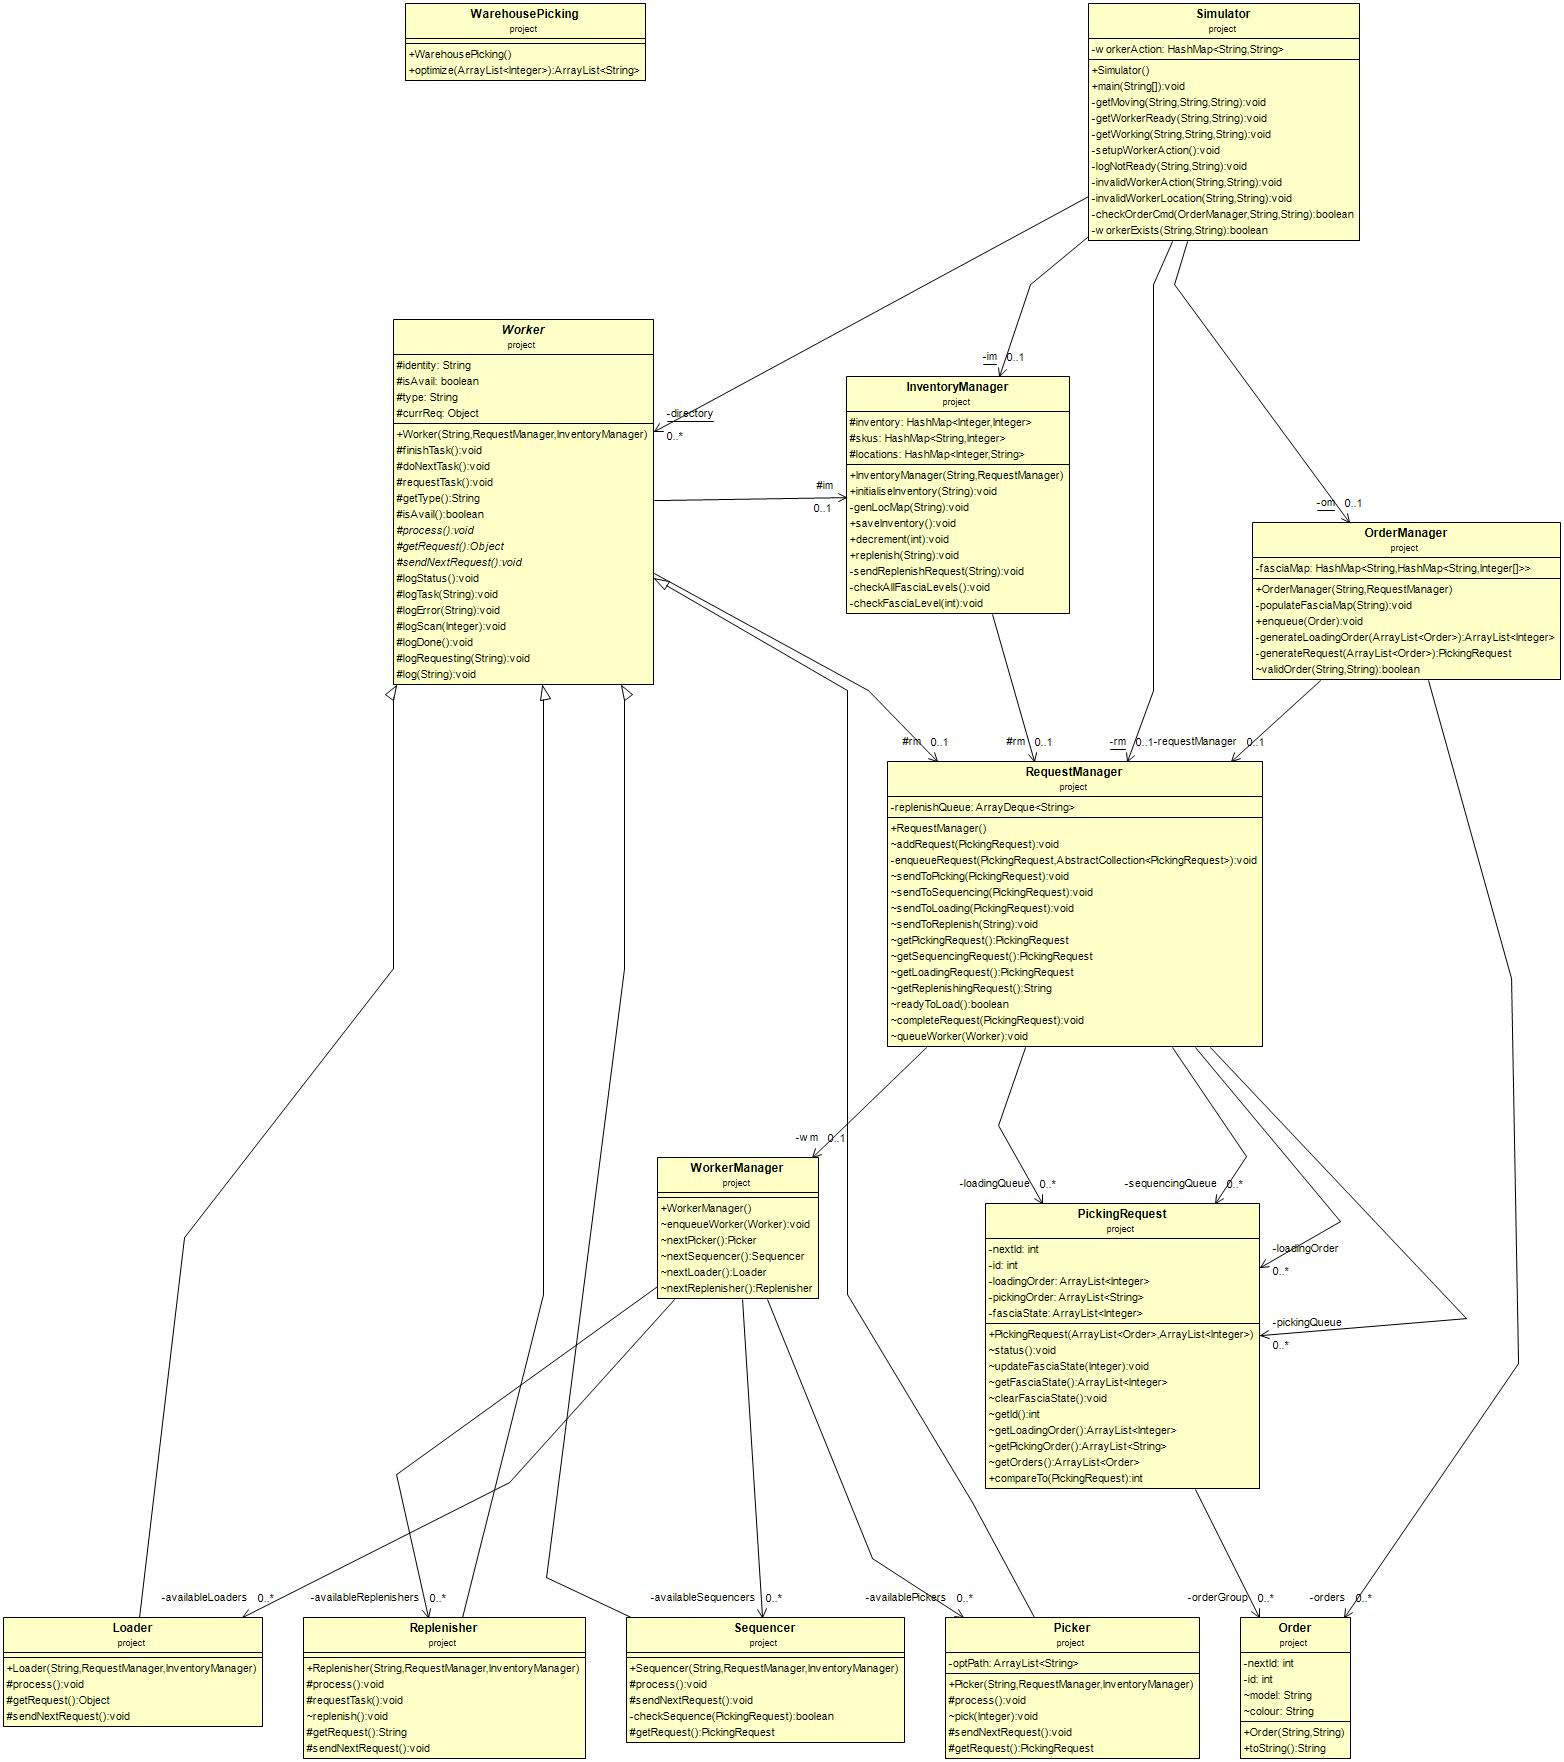 WarehousePicking
project
+WarehousePicking()
+optimize(ArrayList<Integer>):ArrayList<String>
Simulator
project
-workerAction: HashMap<String,String>
+Simulator()
+main(String[]):void
-getMoving(String,String,String):void
-getWorkerReady(String,String):void
-getWorking(String,String,String):void
-setupWorkerAction():void
-logNotReady(String,String):void
-invalidWorkerAction(String,String):void
-invalidWorkerLocation(String,String):void
-checkOrderCmd(OrderManager,String,String):boolean
-workerExists(String,String):boolean
Worker
project
#identity: String
#isAvail: boolean
#type: String
#currReq: Object
+Worker(String,RequestManager,InventoryManager)
#finishTask():void
#doNextTask():void
#requestTask():void
#getType():String
#isAvail():boolean
#process():void
#getRequest():Object
#sendNextRequest():void
#logStatus():void
#logTask(String):void
#logError(String):void
#logScan(Integer):void
#logDone():void
#logRequesting(String):void
#log(String):void
-directory
0..*
-im 0..1
#im
0..1
InventoryManager
project
#inventory: HashMap<Integer,Integer>
#skus: HashMap<String,Integer>
#locations: HashMap<Integer,String>
+InventoryManager(String,RequestManager)
+initialiseInventory(String):void
-genLocMap(String):void
+saveInventory():void
+decrement(int):void
+replenish(String):void
-sendReplenishRequest(String):void
-checkAllFasciaLevels():void
-checkFasciaLevel(int):void
-om 0..1
OrderManager
project
-fasciaMap: HashMap<String,HashMap<String,Integer[]>>
+OrderManager(String,RequestManager)
-populateFasciaMap(String):void
+enqueue(Order):void
-generateLoadingOrder(ArrayList<Order>):ArrayList<Integer>
-generateRequest(ArrayList<Order>):PickingRequest
~validOrder(String,String):boolean
#rm 0..1
#rm 0..1
-rm 0..1
-requestManager 0..1
RequestManager
project
-replenishQueue: ArrayDeque<String>
+RequestManager()
~addRequest(PickingRequest):void
-enqueueRequest(PickingRequest,AbstractCollection<PickingRequest>):void
~sendToPicking(PickingRequest):void
~sendToSequencing(PickingRequest):void
~sendToLoading(PickingRequest):void
~sendToReplenish(String):void
~getPickingRequest():PickingRequest
~getSequencingRequest():PickingRequest
~getLoadingRequest():PickingRequest
~getReplenishingRequest():String
~readyToLoad():boolean
~completeRequest(PickingRequest):void
~queueWorker(Worker):void
-wm 0..1
WorkerManager
project
+WorkerManager()
~enqueueWorker(Worker):void
~nextPicker():Picker
~nextSequencer():Sequencer
~nextLoader():Loader
~nextReplenisher():Replenisher
-loadingQueue 0..*
-sequencingQueue 0..*
PickingRequest
project
-nextId: int
-id: int
-loadingOrder: ArrayList<Integer>
-pickingOrder: ArrayList<String>
-fasciaState: ArrayList<Integer>
+PickingRequest(ArrayList<Order>,ArrayList<Integer>)
~status():void
~updateFasciaState(Integer):void
~getFasciaState():ArrayList<Integer>
~clearFasciaState():void
~getId():int
~getLoadingOrder():ArrayList<Integer>
~getPickingOrder():ArrayList<String>
~getOrders():ArrayList<Order>
+compareTo(PickingRequest):int
-loadingOrder
0..*
-pickingQueue
0..*
-availableLoaders 0..*
-availableReplenishers 0..*
-availableSequencers 0..*
-availablePickers 0..*
-orderGroup 0..*
-orders 0..*
Loader
project
+Loader(String,RequestManager,InventoryManager)
#process():void
#getRequest():Object
#sendNextRequest():void
Replenisher
project
+Replenisher(String,RequestManager,InventoryManager)
#process():void
#requestTask():void
~replenish():void
#getRequest():String
#sendNextRequest():void
Sequencer
project
+Sequencer(String,RequestManager,InventoryManager)
#process():void
#sendNextRequest():void
-checkSequence(PickingRequest):boolean
#getRequest():PickingRequest
Picker
project
-optPath: ArrayList<String>
+Picker(String,RequestManager,InventoryManager)
#process():void
~pick(Integer):void
#sendNextRequest():void
#getRequest():PickingRequest
Order
project
-nextId: int
-id: int
~model: String
~colour: String
+Order(String,String)
+toString():String